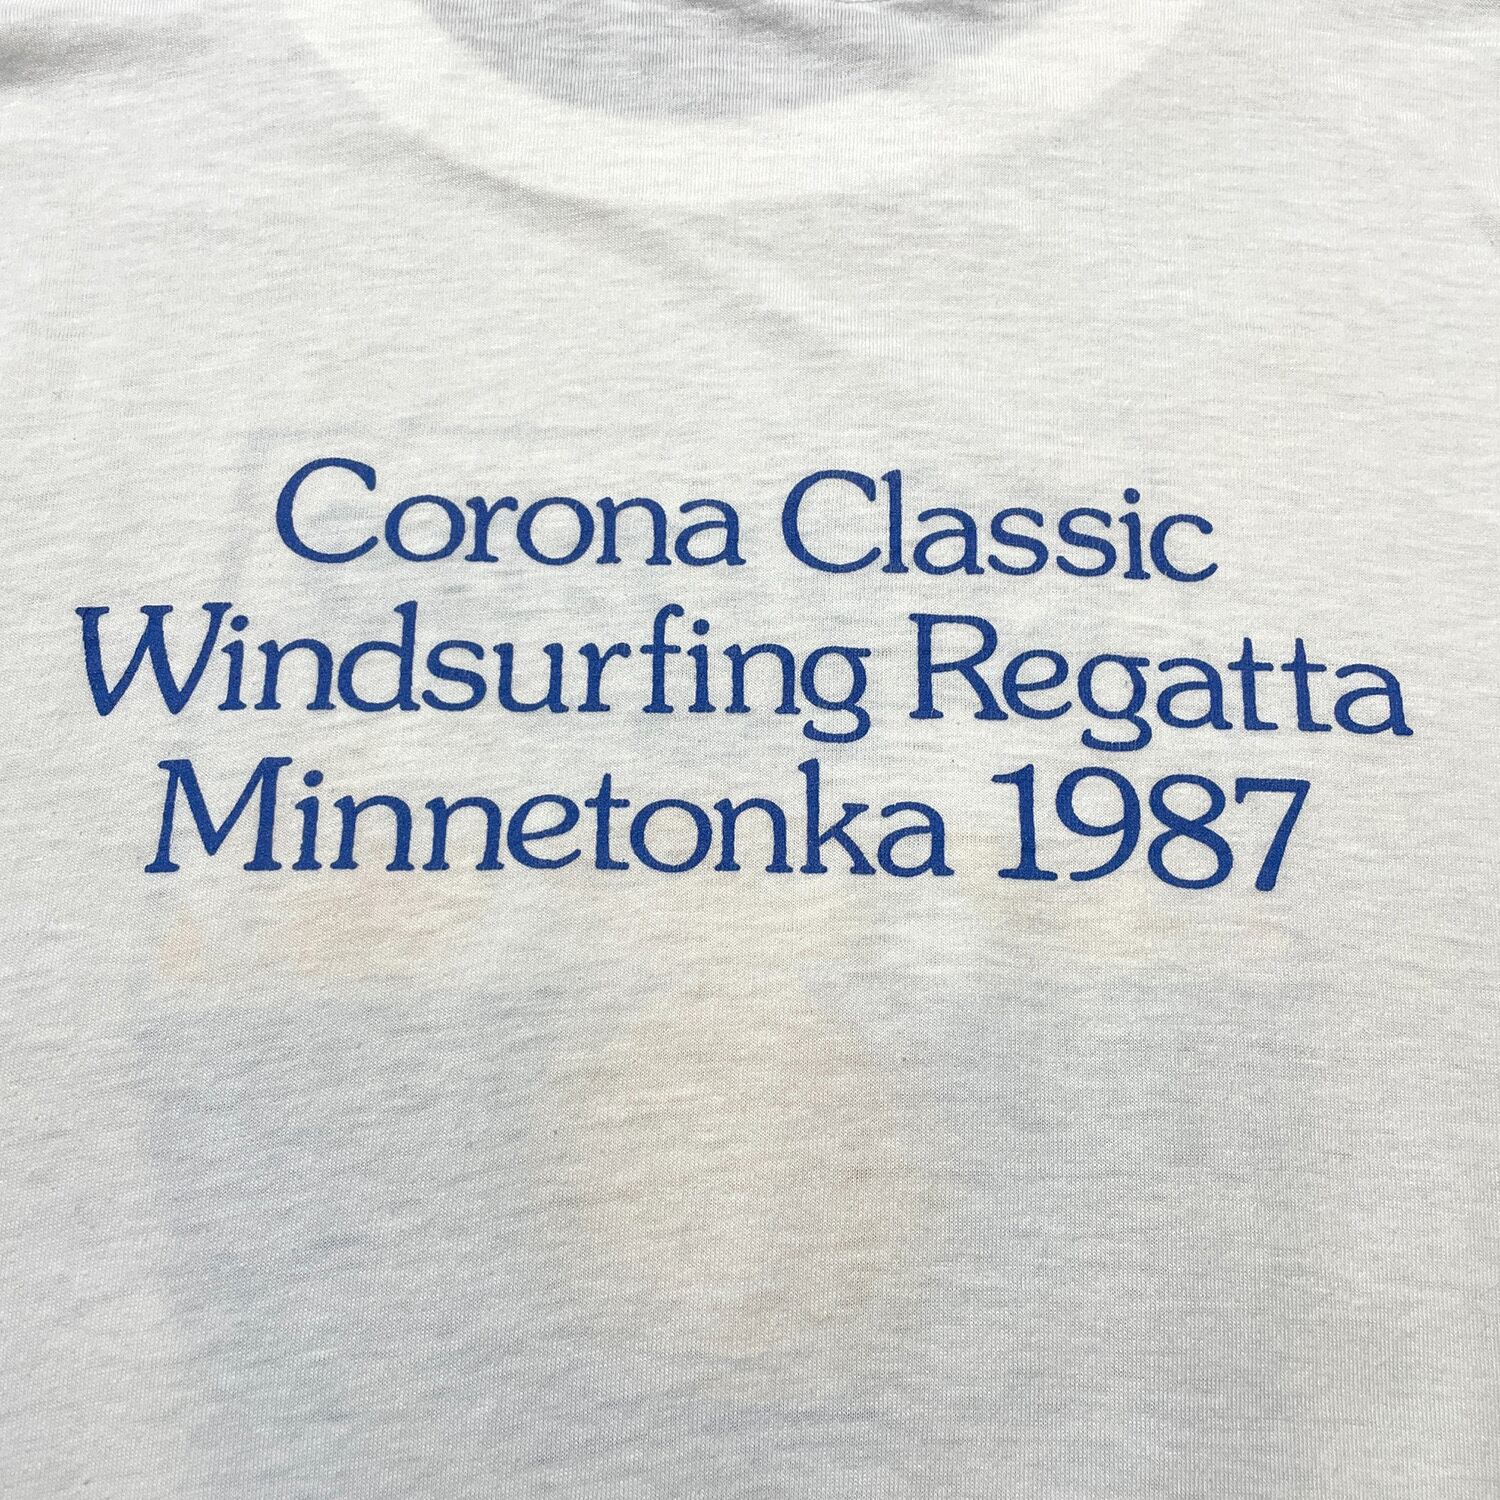 Corona Classic
Windsurfing Regatta
Minnetonka 1987